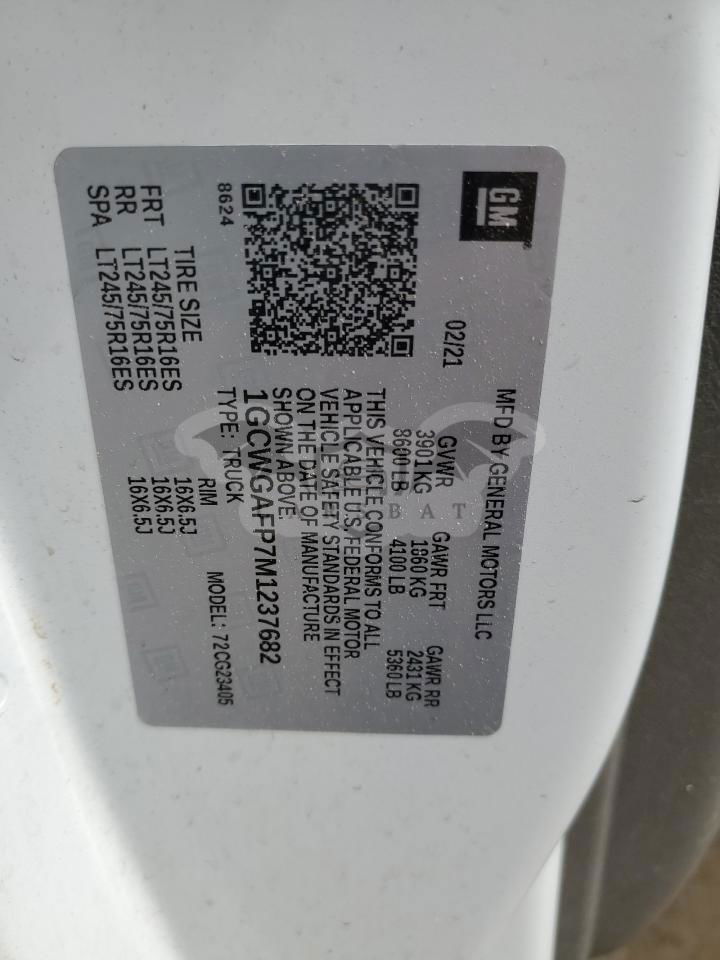 GM
MFD BY GENERAL MOTORS LLC
02/21
GVWR GAWR FRT GAWR RR
3901KG 1860 KG 2431 KG
8600 LB 4100 LB 5360 LB
THIS VEHICLE CONFORMS TO ALL
APPLICABLE U.S. FEDERAL MOTOR
VEHICLE SAFETY STANDARDS IN EFFECT
ON THE DATE OF MANUFACTURE
SHOWN ABOVE.
1GCWGAFP7M1237682
TYPE: TRUCK MODEL: 72CG23405
8624
TIRE SIZE RIM
FRT LT245/75R16ES 16X6.5J
RR LT245/75R16ES 16X6.5J
SPA LT245/75R16ES 16X6.5J